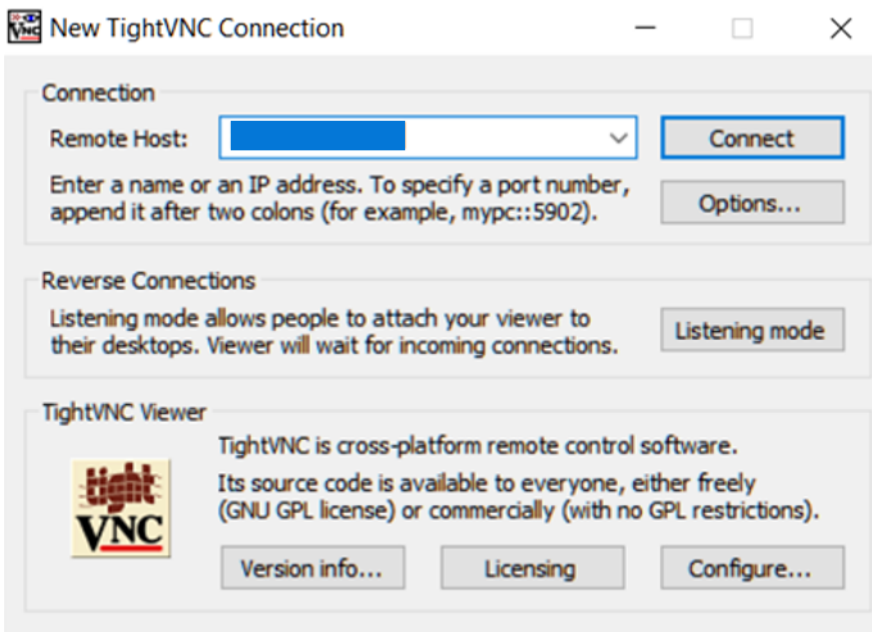 New TightVNC Connection
Connection
Remote Host:
Connect
Enter a name or an IP address. To specify a port number,
append it after two colons (for example, mypc::5902).
Options...
Reverse Connections
Listening mode allows people to attach your viewer to
their desktops. Viewer will wait for incoming connections.
Listening mode
TightVNC Viewer
tight
VNC
TightVNC is cross-platform remote control software.
Its source code is available to everyone, either freely
(GNU GPL license) or commercially (with no GPL restrictions).
Version info...
Licensing
Configure...